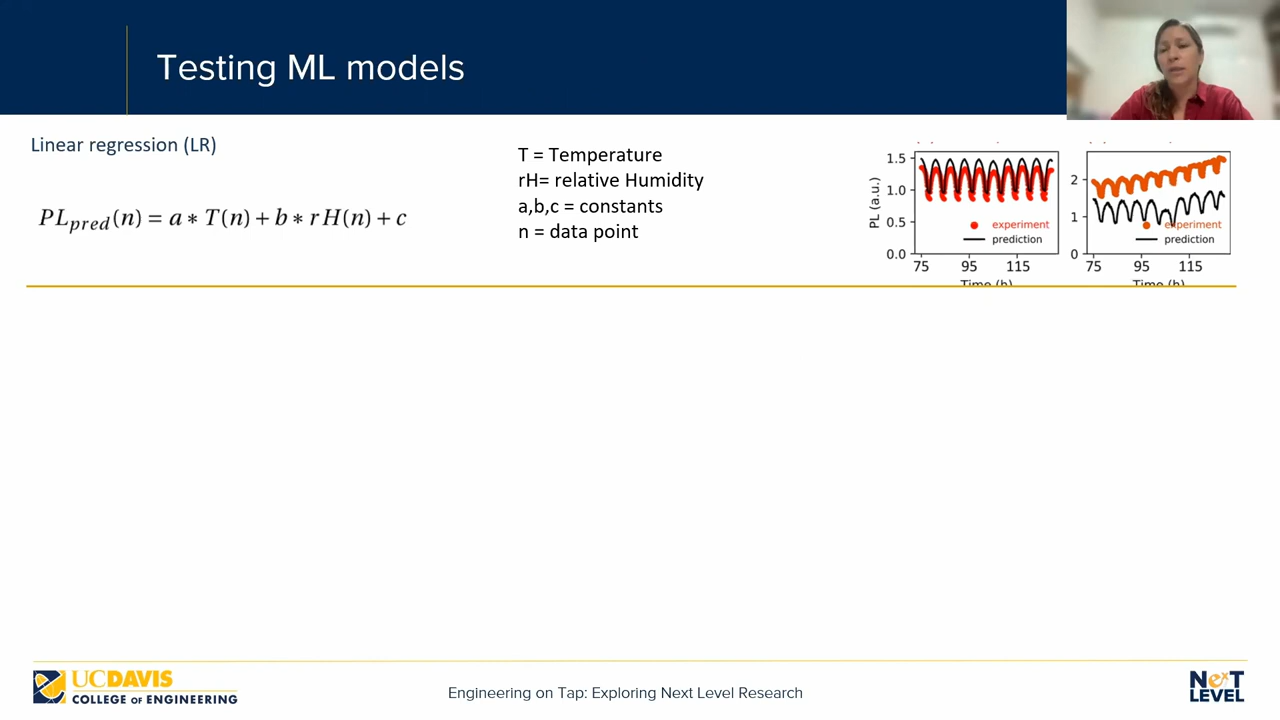 Testing ML models
Linear regression (LR)
PL_pred(n) = a * T(n) + b * rH(n) + c
T = Temperature
rH= relative Humidity
a,b,c = constants
n = data point
PL (a.u.)
1.5
1.0
0.5
0.0
experiment
prediction
75 95 115
Time (h)
2
1
0
experiment
prediction
75 95 115
Time (h)
UCDAVIS
COLLEGE OF ENGINEERING
Engineering on Tap: Exploring Next Level Research
NexT
LEVEL